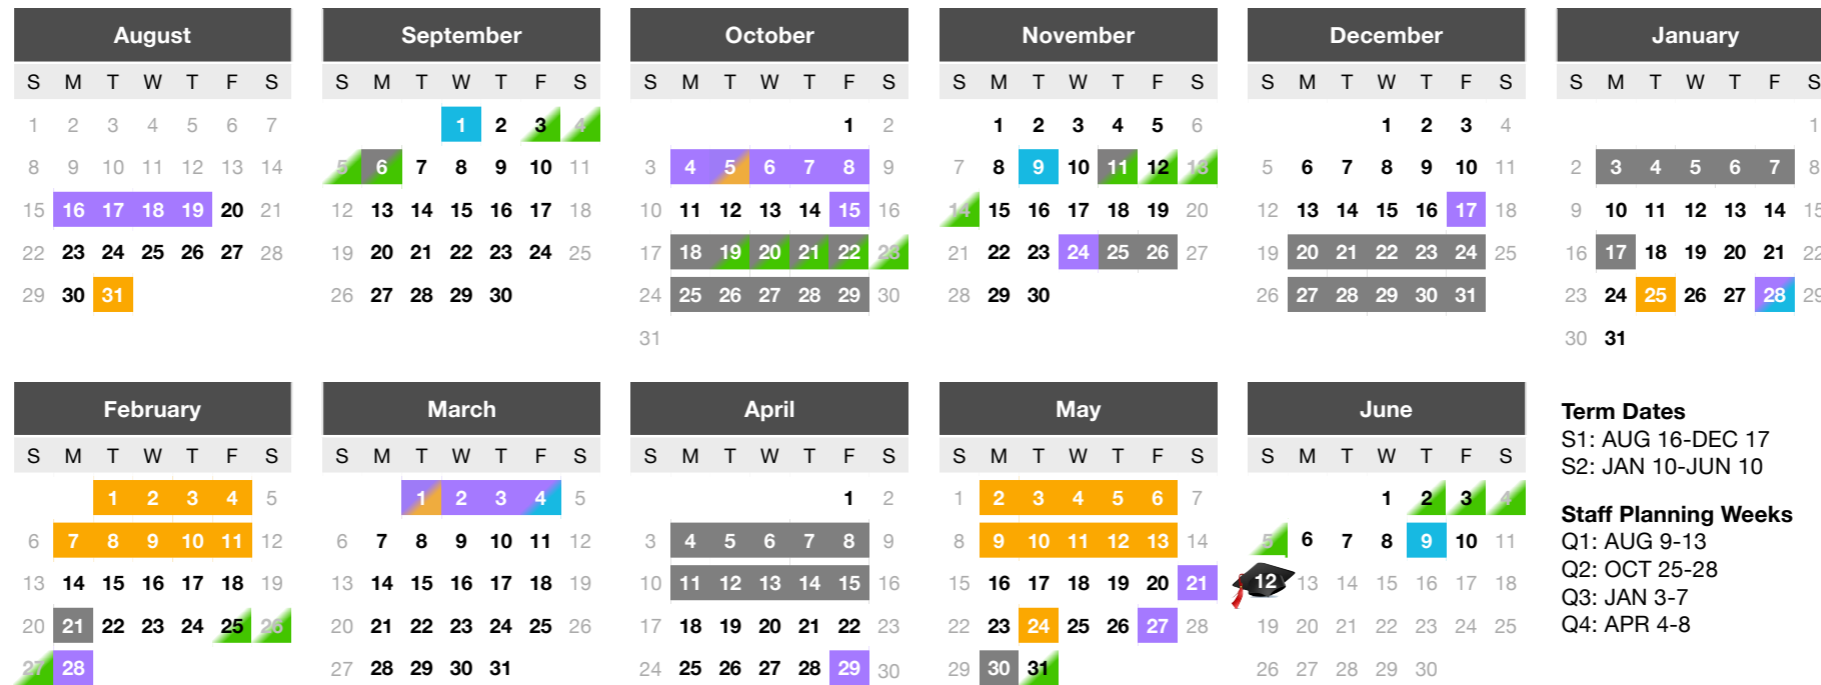 August September October November December January
S M T W T F S S M T W T F S S M T W T F S S M T W T F S S M T W T F S S M T W T F S
1 2 3 4 5 6 7 1 2 3 4 1 2 1 2 3 4 5 6 1 2 3 4 1
8 9 10 11 12 13 14 5 6 7 8 9 10 11 3 4 5 6 7 8 9 7 8 9 10 11 12 13 5 6 7 8 9 10 11 2 3 4 5 6 7 8
15 16 17 18 19 20 21 12 13 14 15 16 17 18 10 11 12 13 14 15 16 14 15 16 17 18 19 20 12 13 14 15 16 17 18 9 10 11 12 13 14 15
22 23 24 25 26 27 28 19 20 21 22 23 24 25 17 18 19 20 21 22 23 21 22 23 24 25 26 27 19 20 21 22 23 24 25 16 17 18 19 20 21 22
29 30 31 26 27 28 29 30 24 25 26 27 28 29 30 28 29 30 26 27 28 29 30 31 23 24 25 26 27 28 29
31 30 31
February March April May June
S M T W T F S S M T W T F S S M T W T F S S M T W T F S S M T W T F S
1 2 3 4 5 1 2 3 4 5 1 2 1 2 3 4 5 6 7 1 2 3 4
6 7 8 9 10 11 12 6 7 8 9 10 11 12 3 4 5 6 7 8 9 8 9 10 11 12 13 14 5 6 7 8 9 10 11
13 14 15 16 17 18 19 13 14 15 16 17 18 19 10 11 12 13 14 15 16 15 16 17 18 19 20 21 12 13 14 15 16 17 18
20 21 22 23 24 25 26 20 21 22 23 24 25 26 17 18 19 20 21 22 23 22 23 24 25 26 27 28 19 20 21 22 23 24 25
27 28 27 28 29 30 31 24 25 26 27 28 29 30 29 30 31 26 27 28 29 30
Term Dates
S1: AUG 16-DEC 17
S2: JAN 10-JUN 10
Staff Planning Weeks
Q1: AUG 9-13
Q2: OCT 25-28
Q3: JAN 3-7
Q4: APR 4-8